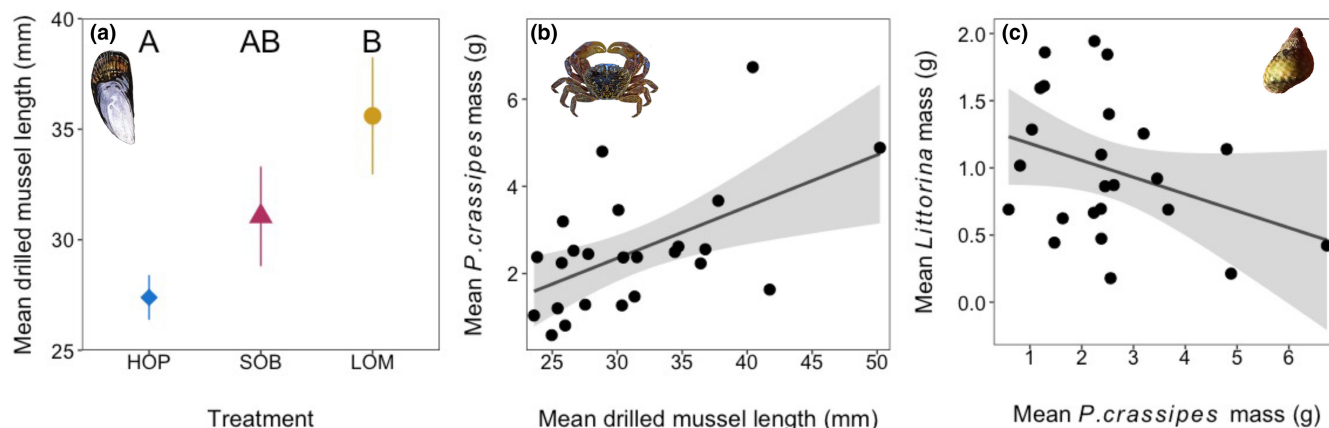 (a)
A AB B
Mean drilled mussel length (mm)
40
35
30
25
HOP SOB LOM
Treatment
(b)
Mean P.crassipes mass (g)
6
4
2
25 30 35 40 45 50
Mean drilled mussel length (mm)
(c)
Mean Littorina mass (g)
2.0
1.5
1.0
0.5
0.0
1 2 3 4 5 6
Mean P.crassipes mass (g)